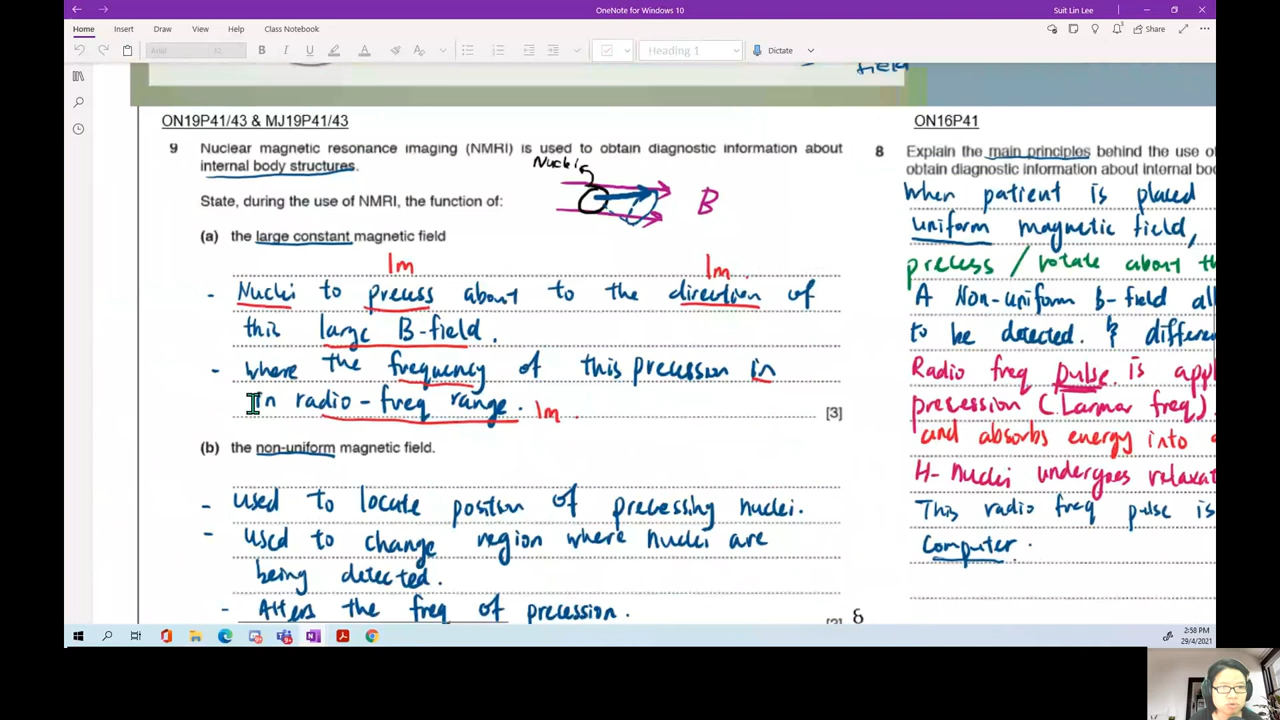 OneNote for Windows 10
Suit Lin Lee
Home Insert Draw View Help Class Notebook
Share
Arial 12 B I U A Heading 1 Dictate
field
ON19P41/43 & MJ19P41/43
9 Nuclear magnetic resonance imaging (NMRI) is used to obtain diagnostic information about
internal body structures.
Nuclei
B
State, during the use of NMRI, the function of:
(a) the large constant magnetic field
1m 1m
- Nuclei to precess about to the direction of
this large B-field.
- where the frequency of this precession in
in radio-freq range. 1m
[3]
(b) the non-uniform magnetic field.
- used to locate position of precessing nuclei.
- used to change region where nuclei are
being detected.
- Alters the freq of precession.
ON16P41
8 Explain the main principles behind the use of
obtain diagnostic information about internal bo
When patient is placed
uniform magnetic field,
precess / rotate about th
A Non-uniform B-field all
to be detected. & differen
Radio freq pulse is appl
precession (Larmar freq).
and absorbs energy into
H-Nuclei undergoes relaxat
This radio freq pulse is
Computer.
8
2:58 PM
29/4/2021